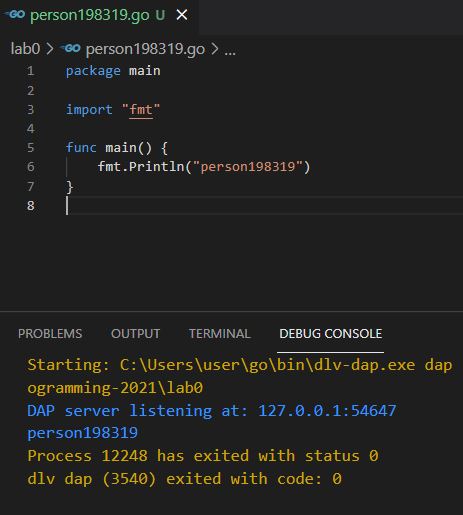 GO person198319.go U ×
lab0 > GO person198319.go > ...
1 package main
2
3 import "fmt"
4
5 func main() {
6 fmt.Println("person198319")
7 }
8
PROBLEMS OUTPUT TERMINAL DEBUG CONSOLE
Starting: C:\Users\user\go\bin\dlv-dap.exe dap
ogramming-2021\lab0
DAP server listening at: 127.0.0.1:54647
person198319
Process 12248 has exited with status 0
dlv dap (3540) exited with code: 0